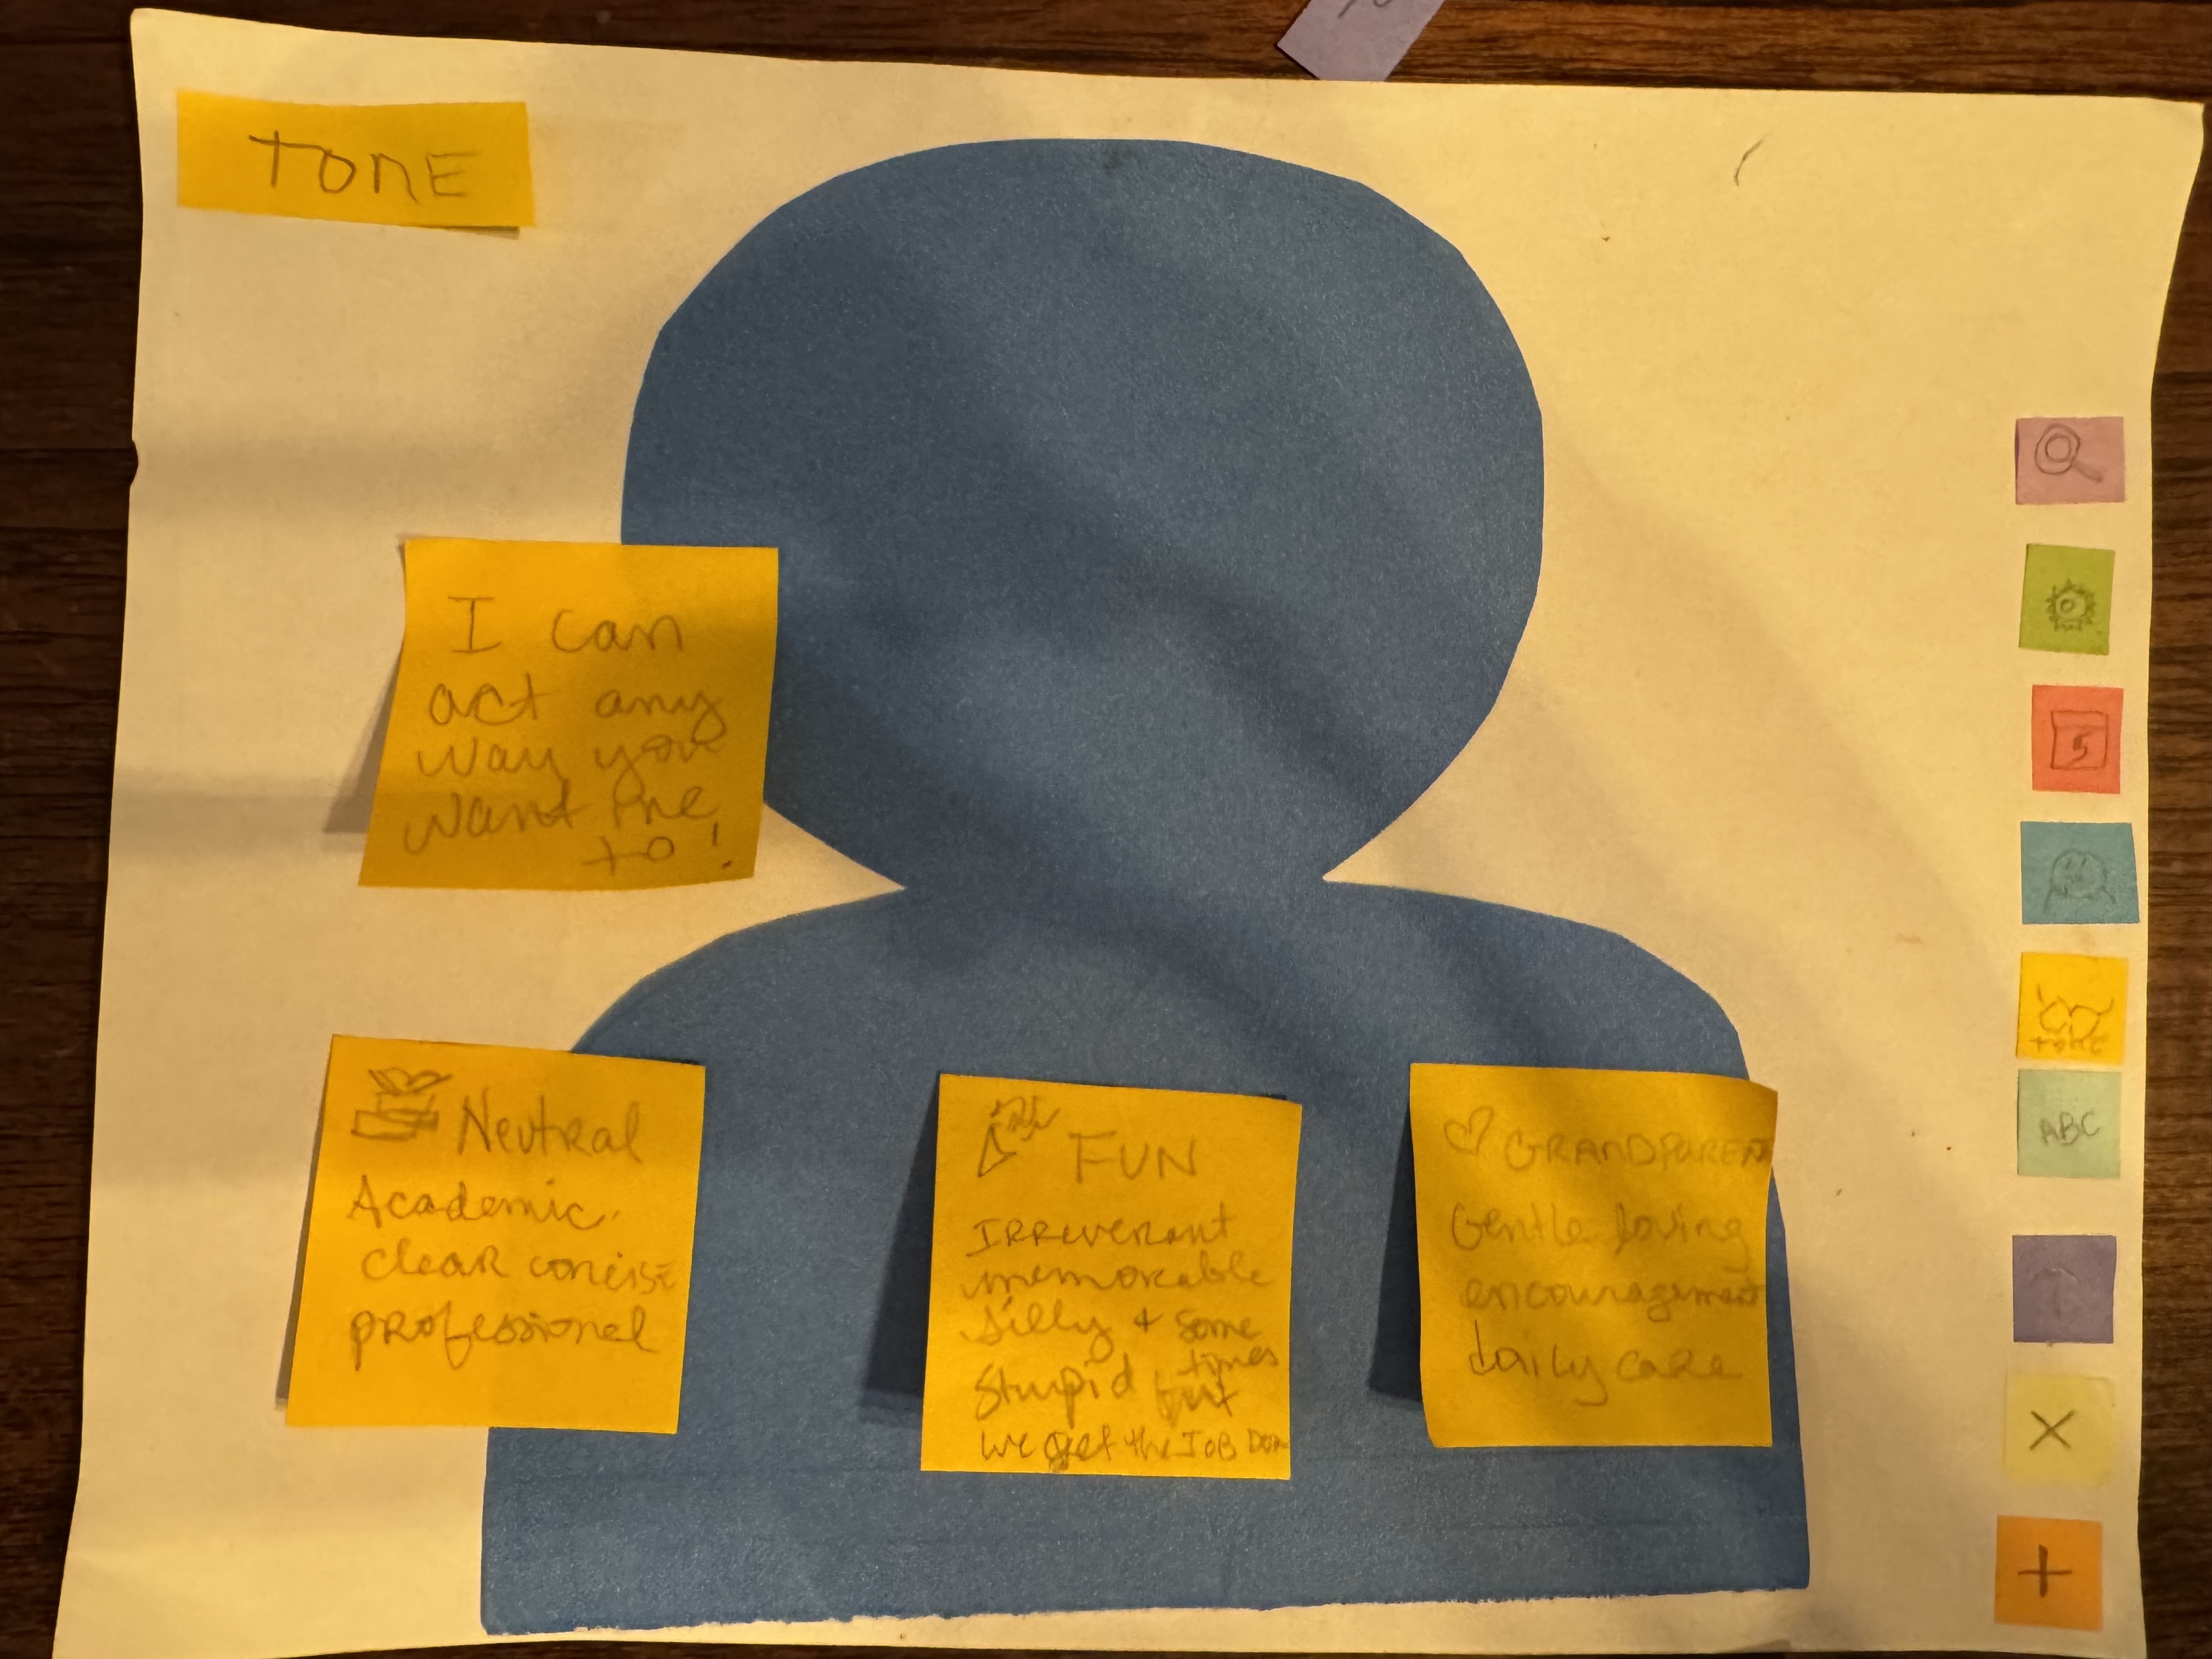 TONE
I can
act any
way you
want me
to!
Neutral
Academic.
clear concise
professional
FUN
IRReverant
memorable
Silly + some
times
Stupid but
we get the JOB Done
GRANDPARENT
Gentle loving
encouragement
daily care
5
tone
ABC
X
+